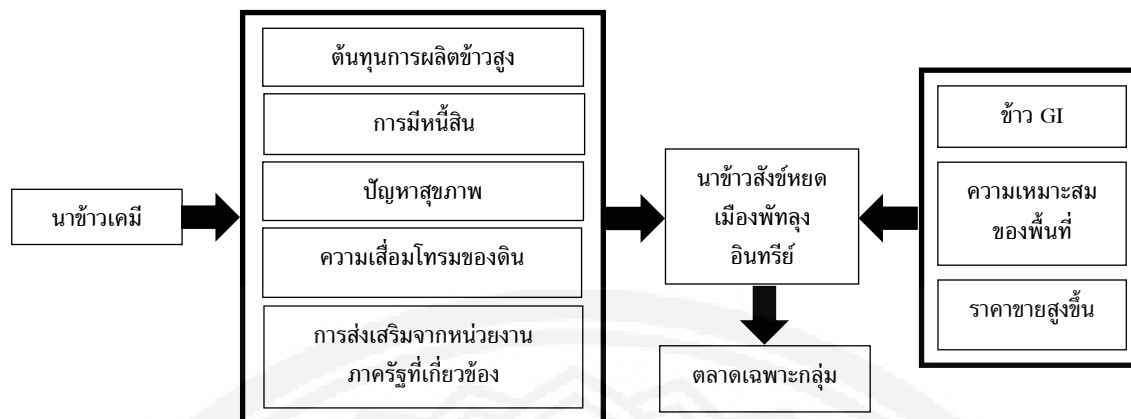 นาข้าวเคมี
ต้นทุนการผลิตข้าวสูง
การมีหนี้สิน
ปัญหาสุขภาพ
ความเสื่อมโทรมของดิน
การส่งเสริมจากหน่วยงาน
ภาครัฐที่เกี่ยวข้อง
นาข้าวสังข์หยด
เมืองพัทลุง
อินทรีย์
ตลาดเฉพาะกลุ่ม
ข้าว GI
ความเหมาะสม
ของพื้นที่
ราคาขายสูงขึ้น